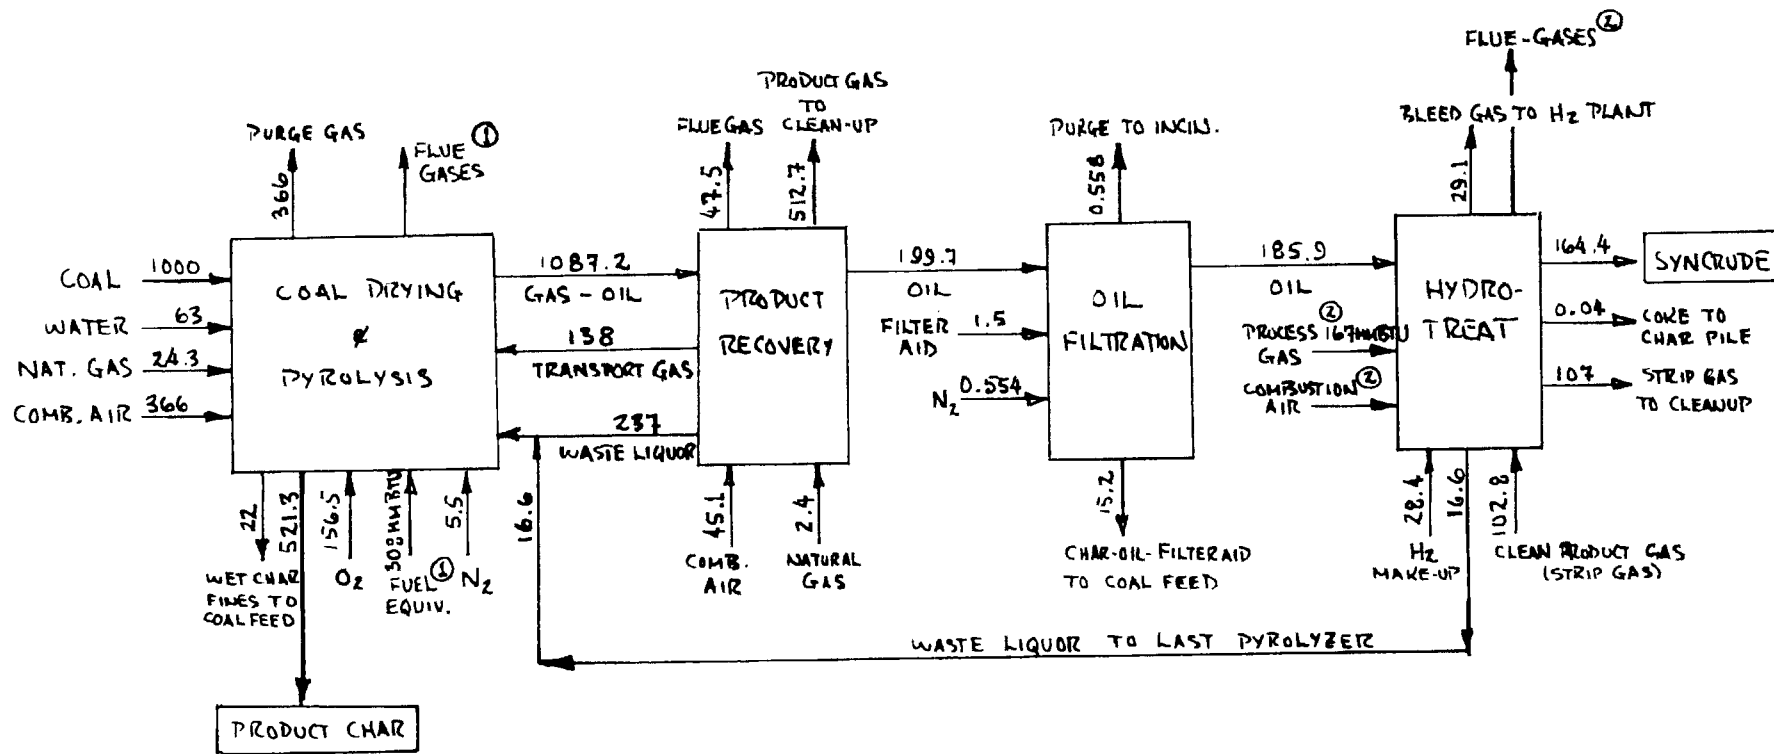 FLUE-GASES ②
PRODUCT GAS
TO
CLEAN-UP
BLEED GAS TO H2 PLANT
PURGE GAS
FLUE ①
GASES
FLUE GAS
PURGE TO INCIN.
366
47.5
512.7
0.558
29.1
COAL 1000
WATER 63
NAT. GAS 24.3
COMB. AIR 366
COAL DRYING
&
PYROLYSIS
1087.2
GAS-OIL
138
TRANSPORT GAS
237
WASTE LIQUOR
PRODUCT
RECOVERY
199.7
OIL
FILTER
AID
1.5
N2 0.554
OIL
FILTRATION
185.9
OIL
PROCESS ② 167MMBTU
GAS
COMBUSTION ②
AIR
HYDRO-
TREAT
164.4
SYNCRUDE
0.04
COKE TO
CHAR PILE
107
STRIP GAS
TO CLEANUP
22
521.3
156.5
508MMBTU
5.5
16.6
45.1
2.4
15.2
28.4
16.6
102.8
WET CHAR
FINES TO
COAL FEED
O2
FUEL ①
EQUIV.
N2
COMB.
AIR
NATURAL
GAS
CHAR-OIL-FILTERAID
TO COAL FEED
H2
MAKE-UP
CLEAN PRODUCT GAS
(STRIP GAS)
WASTE LIQUOR TO LAST PYROLYZER
PRODUCT CHAR